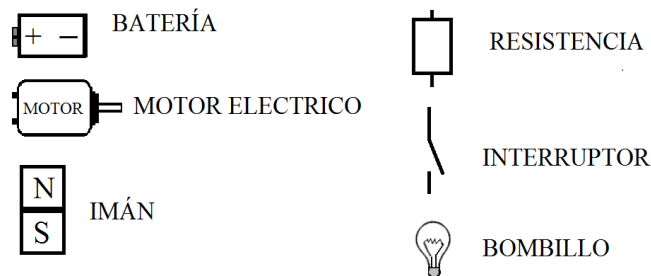 + − BATERÍA
MOTOR MOTOR ELECTRICO
N
S
IMÁN
RESISTENCIA
INTERRUPTOR
BOMBILLO